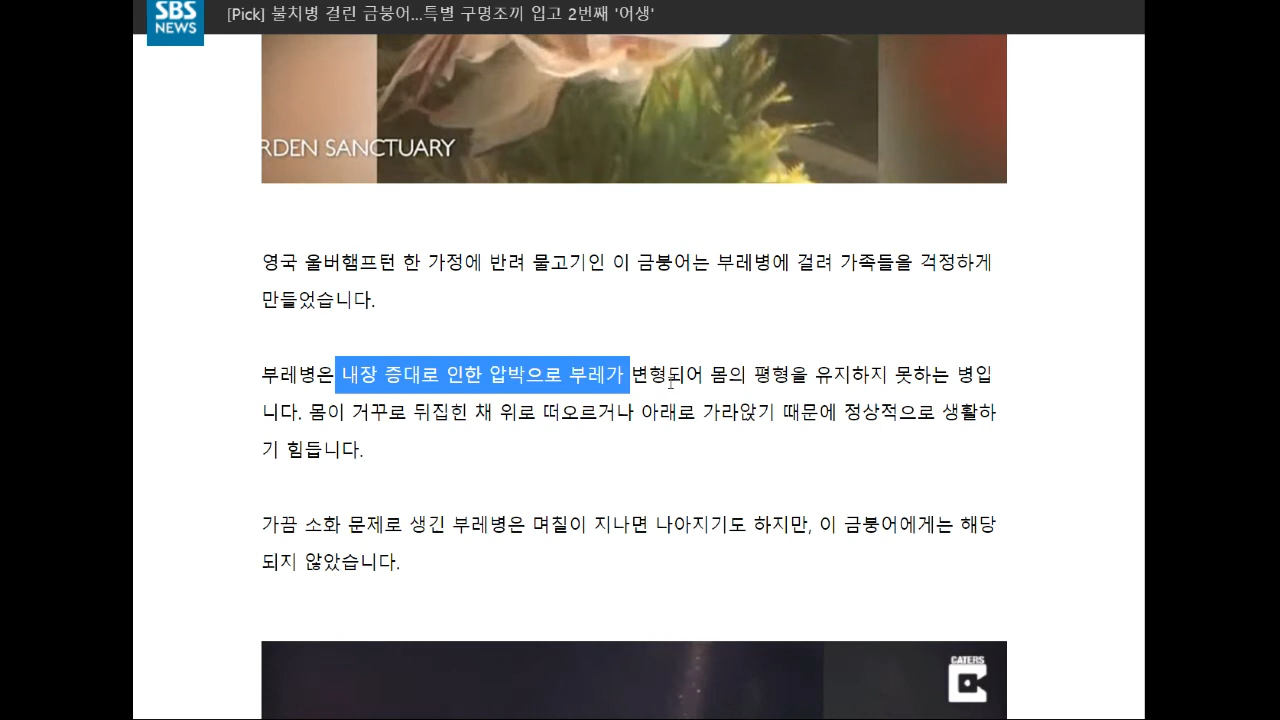 SBS
NEWS
[Pick] 불치병 걸린 금붕어...특별 구명조끼 입고 2번째 '어생'
RDEN SANCTUARY
영국 울버햄프턴 한 가정에 반려 물고기인 이 금붕어는 부레병에 걸려 가족들을 걱정하게
만들었습니다.
부레병은 내장 증대로 인한 압박으로 부레가 변형되어 몸의 평형을 유지하지 못하는 병입
니다. 몸이 거꾸로 뒤집힌 채 위로 떠오르거나 아래로 가라앉기 때문에 정상적으로 생활하
기 힘듭니다.
가끔 소화 문제로 생긴 부레병은 며칠이 지나면 나아지기도 하지만, 이 금붕어에게는 해당
되지 않았습니다.
CATERS